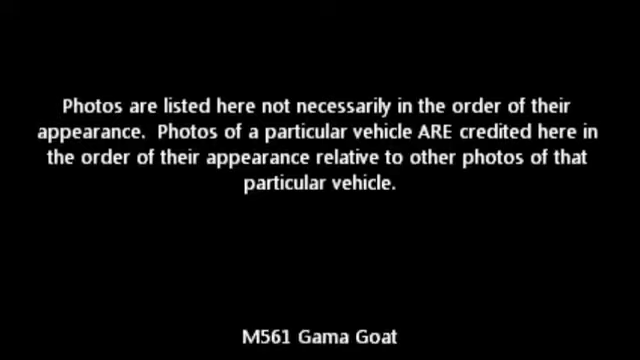 Photos are listed here not necessarily in the order of their
appearance.  Photos of a particular vehicle ARE credited here in
the order of their appearance relative to other photos of that
particular vehicle.
M561 Gama Goat